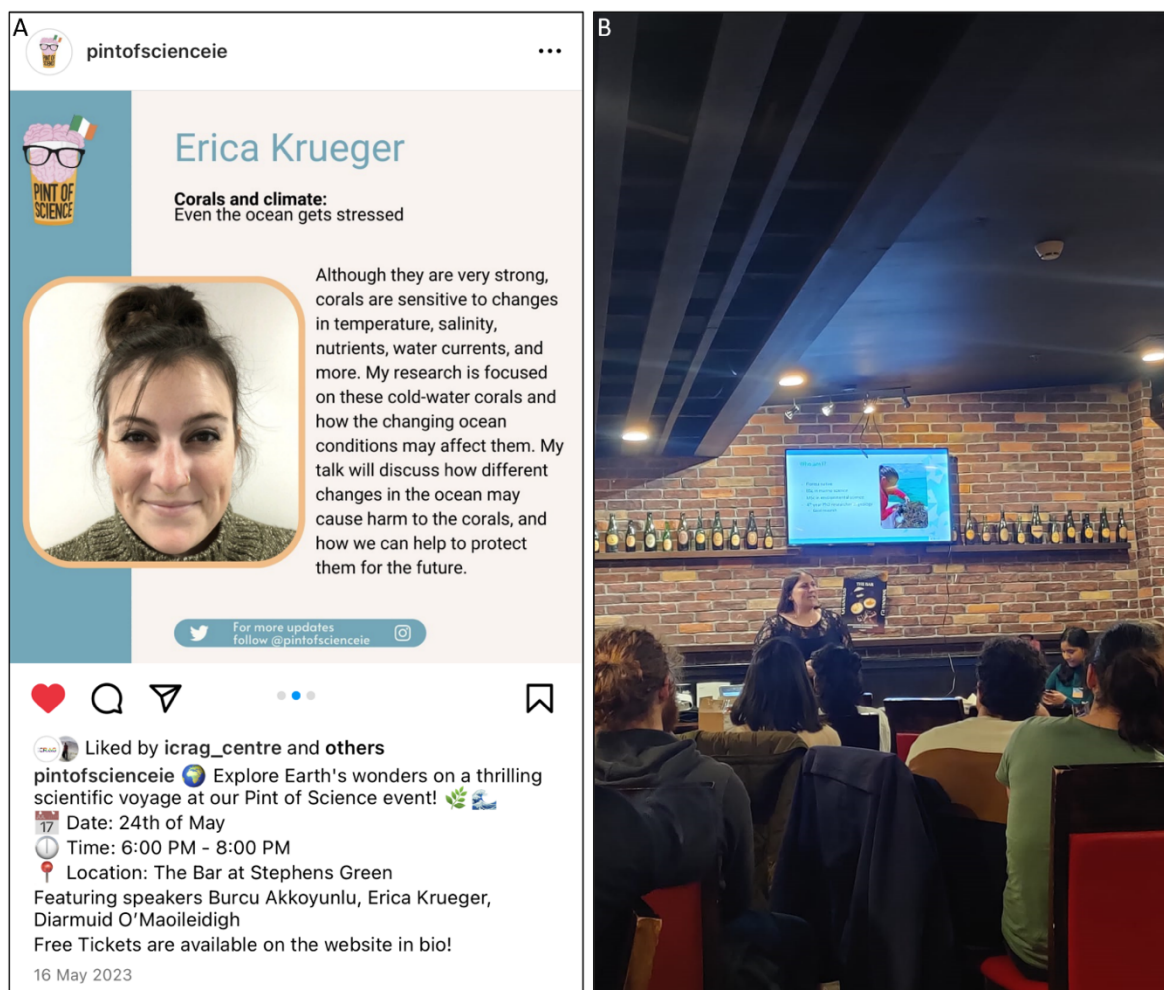 A
pintofscienceie
PINT OF
SCIENCE
Erica Krueger
Corals and climate:
Even the ocean gets stressed
Although they are very strong,
corals are sensitive to changes
in temperature, salinity,
nutrients, water currents, and
more. My research is focused
on these cold-water corals and
how the changing ocean
conditions may affect them. My
talk will discuss how different
changes in the ocean may
cause harm to the corals, and
how we can help to protect
them for the future.
For more updates
follow @pintofscienceie
Liked by icrag_centre and others
pintofscienceie 🌍 Explore Earth's wonders on a thrilling
scientific voyage at our Pint of Science event! 🌿🌊
📅 Date: 24th of May
🕕 Time: 6:00 PM - 8:00 PM
📍 Location: The Bar at Stephens Green
Featuring speakers Burcu Akkoyunlu, Erica Krueger,
Diarmuid O'Maoileidigh
Free Tickets are available on the website in bio!
16 May 2023
B
THE BAR